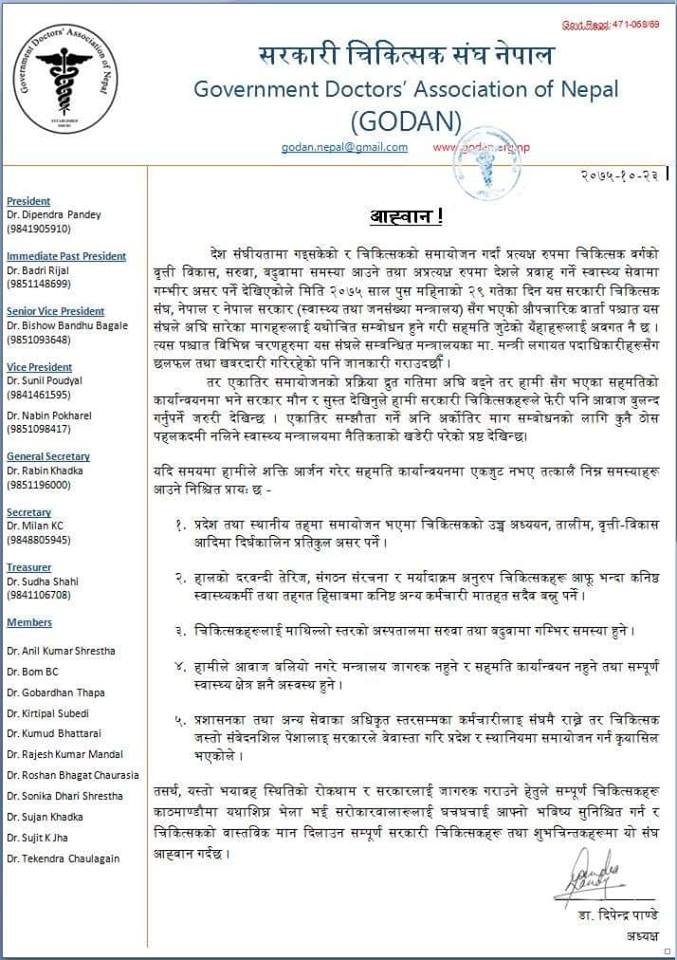 Govt.Regd: 471-068/69
Government Doctors' Association of Nepal
ESTABLISHED
सरकारी चिकित्सक संघ नेपाल
Government Doctors' Association of Nepal
(GODAN)
godan.nepal@gmail.com www.godan.org.np
२०७५-१०-२३
President
Dr. Dipendra Pandey
(9841905910)
Immediate Past President
Dr. Badri Rijal
(9851148699)
Senior Vice President
Dr. Bishow Bandhu Bagale
(9851093648)
Vice President
Dr. Sunil Poudyal
(9841461595)
Dr. Nabin Pokharel
(9851098417)
General Secretary
Dr. Rabin Khadka
(9851196000)
Secretary
Dr. Milan KC
(9848805945)
Treasurer
Dr. Sudha Shahi
(9841106708)
Members
Dr. Anil Kumar Shrestha
Dr. Bom BC
Dr. Gobardhan Thapa
Dr. Kirtipal Subedi
Dr. Kumud Bhattarai
Dr. Rajesh Kumar Mandal
Dr. Roshan Bhagat Chaurasia
Dr. Sonika Dhari Shrestha
Dr. Sujan Khadka
Dr. Sujit K Jha
Dr. Tekendra Chaulagain
आह्वान !
देश संघीयतामा गइसकेको र चिकित्सकको समायोजन गर्दा प्रत्यक्ष रुपमा चिकित्सक वर्गको
वृत्ती विकास, सरुवा, बढुवामा समस्या आउने तथा अप्रत्यक्ष रुपमा देशले प्रवाह गर्ने स्वास्थ्य सेवामा
गम्भीर असर पर्ने देखिएकोले मिति २०७५ साल पुस महिनाको २९ गतेका दिन यस सरकारी चिकित्सक
संघ, नेपाल र नेपाल सरकार (स्वास्थ्य तथा जनसंख्या मन्त्रालय) सँग भएको औपचारिक वार्ता पश्चात यस
संघले अघि सारेका मागहरुलाई यथोचित सम्बोधन हुने गरी सहमति जुटेको यँहाहरूलाई अवगत नै छ ।
त्यस पश्चात बिभिन्न चरणहरुमा यस संघले सम्वन्धित मन्त्रालयका मा. मन्त्री लगायत पदाधिकारीहरूसँग
छलफल तथा खवरदारी गरिरहेको पनि जानकारी गराउदछौँ ।
तर एकातिर समायोजनको प्रक्रिया द्रुत गतिमा अघि बढ्ने तर हामी सँग भएका सहमतिको
कार्यान्वयनमा भने सरकार मौन र सुस्त देखिनुले हामी सरकारी चिकित्सकहरूले फेरी पनि आवाज बुलन्द
गर्नुपर्ने जरुरी देखिन्छ । एकातिर सम्झौता गर्ने अनि अर्कोतिर माग सम्बोधनको लागि कुनै ठोस
पहलकदमी नलिने स्वास्थ्य मन्त्रालयमा नैतिकताको खडेरी परेको प्रष्ट देखिन्छ।
यदि समयमा हामीले शक्ति आर्जन गरेर सहमति कार्यान्वयनमा एकजुट नभए तत्कालै निम्न समस्याहरू
आउने निश्चित प्रायः छ -
१. प्रदेश तथा स्थानीय तहमा समायोजन भएमा चिकित्सकको उच्च अध्ययन, तालीम, वृत्ती-विकास
आदिमा दिर्घकालिन प्रतिकुल असर पर्ने ।
२. हालको दरवन्दी तेरिज, संगठन संरचना र मर्यादाक्रम अनुरुप चिकित्सकहरू आफू भन्दा कनिष्ठ
स्वास्थ्यकर्मी तथा तहगत हिसाबमा कनिष्ठ अन्य कर्मचारी मातहत सदैव बस्नु पर्ने ।
३. चिकित्सकहरूलाई माथिल्लो स्तरको अस्पतालमा सरुवा तथा बढुवामा गम्भिर समस्या हुने ।
४. हामीले आवाज बलियो नगरे मन्त्रालय जागरुक नहुने र सहमति कार्यान्वयन नहुने तथा सम्पूर्ण
स्वास्थ्य क्षेत्र झनै अस्वस्थ हुने ।
५. प्रशासनका तथा अन्य सेवाका अधिकृत स्तरसम्मका कर्मचारीलाइ संघमै राख्ने तर चिकित्सक
जस्तो संबेदनशिल पेशालाइ सरकारले बेवास्ता गरि प्रदेश र स्थानियमा समायोजन गर्न कृयासिल
भएकोले ।
तसर्थ, यस्तो भयाबह स्थितिको रोकथाम र सरकारलाई जागरुक गराउने हेतुले सम्पूर्ण चिकित्सकहरू
काठमाण्डौमा यथाशिघ्र भेला भई सरोकारवालारूलाई घचघचाई आफ्नो भविष्य सुनिश्चित गर्न र
चिकित्सकको वास्तविक मान दिलाउन सम्पूर्ण सरकारी चिकित्सकहरू तथा शुभचिन्तकहरूमा यो संघ
आह्वान गर्दछ ।
डा. दिपेन्द्र पाण्डे
अध्यक्ष